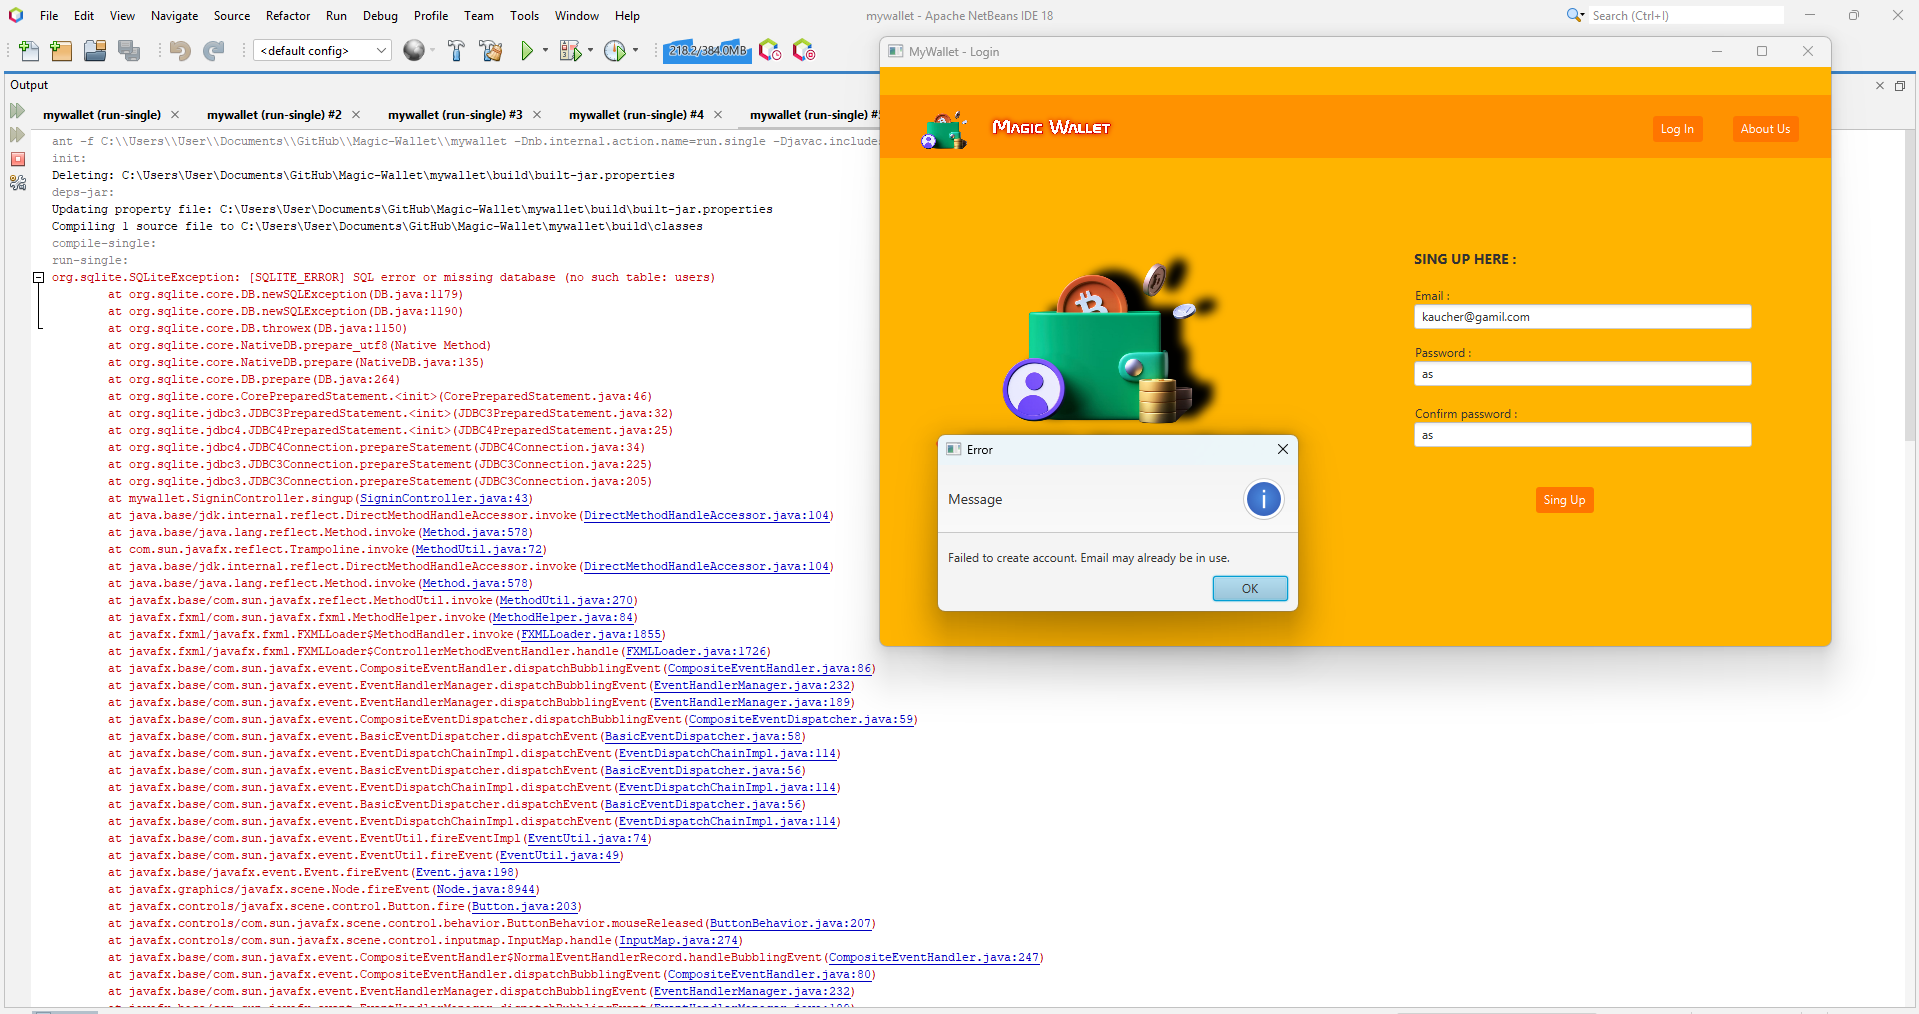 File Edit View Navigate Source Refactor Run Debug Profile Team Tools Window Help
mywallet - Apache NetBeans IDE 18
Search (Ctrl+I)
<default config>
218.2/384.0MB
Output
mywallet (run-single)
mywallet (run-single) #2
mywallet (run-single) #3
mywallet (run-single) #4
mywallet (run-single) #
ant -f C:\\Users\\User\\Documents\\GitHub\\Magic-Wallet\\mywallet -Dnb.internal.action.name=run.single -Djavac.include
init:
Deleting: C:\Users\User\Documents\GitHub\Magic-Wallet\mywallet\build\built-jar.properties
deps-jar:
Updating property file: C:\Users\User\Documents\GitHub\Magic-Wallet\mywallet\build\built-jar.properties
Compiling 1 source file to C:\Users\User\Documents\GitHub\Magic-Wallet\mywallet\build\classes
compile-single:
run-single:
org.sqlite.SQLiteException: [SQLITE_ERROR] SQL error or missing database (no such table: users)
at org.sqlite.core.DB.newSQLException(DB.java:1179)
at org.sqlite.core.DB.newSQLException(DB.java:1190)
at org.sqlite.core.DB.throwex(DB.java:1150)
at org.sqlite.core.NativeDB.prepare_utf8(Native Method)
at org.sqlite.core.NativeDB.prepare(NativeDB.java:135)
at org.sqlite.core.DB.prepare(DB.java:264)
at org.sqlite.core.CorePreparedStatement.<init>(CorePreparedStatement.java:46)
at org.sqlite.jdbc3.JDBC3PreparedStatement.<init>(JDBC3PreparedStatement.java:32)
at org.sqlite.jdbc4.JDBC4PreparedStatement.<init>(JDBC4PreparedStatement.java:25)
at org.sqlite.jdbc4.JDBC4Connection.prepareStatement(JDBC4Connection.java:34)
at org.sqlite.jdbc3.JDBC3Connection.prepareStatement(JDBC3Connection.java:225)
at org.sqlite.jdbc3.JDBC3Connection.prepareStatement(JDBC3Connection.java:205)
at mywallet.SigninController.singup(SigninController.java:43)
at java.base/jdk.internal.reflect.DirectMethodHandleAccessor.invoke(DirectMethodHandleAccessor.java:104)
at java.base/java.lang.reflect.Method.invoke(Method.java:578)
at com.sun.javafx.reflect.Trampoline.invoke(MethodUtil.java:72)
at java.base/jdk.internal.reflect.DirectMethodHandleAccessor.invoke(DirectMethodHandleAccessor.java:104)
at java.base/java.lang.reflect.Method.invoke(Method.java:578)
at javafx.base/com.sun.javafx.reflect.MethodUtil.invoke(MethodUtil.java:270)
at javafx.fxml/com.sun.javafx.fxml.MethodHelper.invoke(MethodHelper.java:84)
at javafx.fxml/javafx.fxml.FXMLLoader$MethodHandler.invoke(FXMLLoader.java:1855)
at javafx.fxml/javafx.fxml.FXMLLoader$ControllerMethodEventHandler.handle(FXMLLoader.java:1726)
at javafx.base/com.sun.javafx.event.CompositeEventHandler.dispatchBubblingEvent(CompositeEventHandler.java:86)
at javafx.base/com.sun.javafx.event.EventHandlerManager.dispatchBubblingEvent(EventHandlerManager.java:232)
at javafx.base/com.sun.javafx.event.EventHandlerManager.dispatchBubblingEvent(EventHandlerManager.java:189)
at javafx.base/com.sun.javafx.event.CompositeEventDispatcher.dispatchBubblingEvent(CompositeEventDispatcher.java:59)
at javafx.base/com.sun.javafx.event.BasicEventDispatcher.dispatchEvent(BasicEventDispatcher.java:58)
at javafx.base/com.sun.javafx.event.EventDispatchChainImpl.dispatchEvent(EventDispatchChainImpl.java:114)
at javafx.base/com.sun.javafx.event.BasicEventDispatcher.dispatchEvent(BasicEventDispatcher.java:56)
at javafx.base/com.sun.javafx.event.EventDispatchChainImpl.dispatchEvent(EventDispatchChainImpl.java:114)
at javafx.base/com.sun.javafx.event.BasicEventDispatcher.dispatchEvent(BasicEventDispatcher.java:56)
at javafx.base/com.sun.javafx.event.EventDispatchChainImpl.dispatchEvent(EventDispatchChainImpl.java:114)
at javafx.base/com.sun.javafx.event.EventUtil.fireEventImpl(EventUtil.java:74)
at javafx.base/com.sun.javafx.event.EventUtil.fireEvent(EventUtil.java:49)
at javafx.base/javafx.event.Event.fireEvent(Event.java:198)
at javafx.graphics/javafx.scene.Node.fireEvent(Node.java:8944)
at javafx.controls/javafx.scene.control.Button.fire(Button.java:203)
at javafx.controls/com.sun.javafx.scene.control.behavior.ButtonBehavior.mouseReleased(ButtonBehavior.java:207)
at javafx.controls/com.sun.javafx.scene.control.inputmap.InputMap.handle(InputMap.java:274)
at javafx.base/com.sun.javafx.event.CompositeEventHandler$NormalEventHandlerRecord.handleBubblingEvent(CompositeEventHandler.java:247)
at javafx.base/com.sun.javafx.event.CompositeEventHandler.dispatchBubblingEvent(CompositeEventHandler.java:80)
at javafx.base/com.sun.javafx.event.EventHandlerManager.dispatchBubblingEvent(EventHandlerManager.java:232)
MyWallet - Login
Magic Wallet
Log In
About Us
SING UP HERE :
Email :
kaucher@gamil.com
Password :
as
Confirm password :
as
Sing Up
Error
Message
Failed to create account. Email may already be in use.
OK